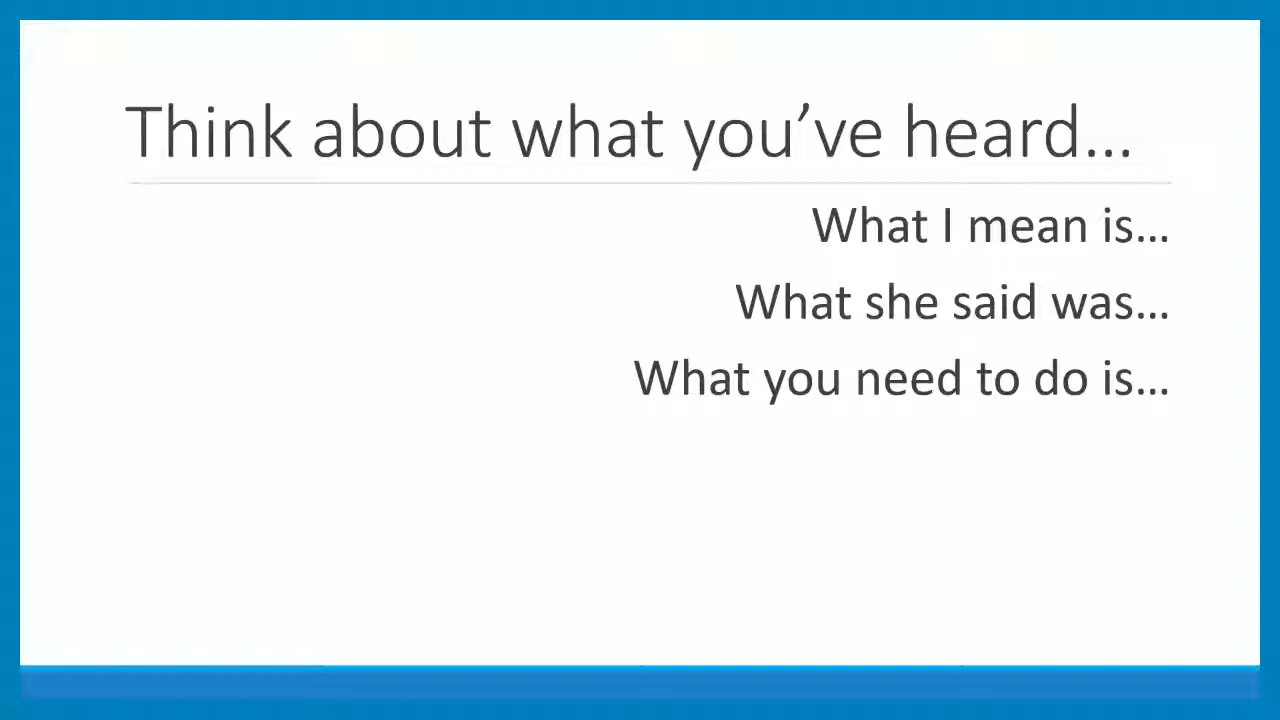 Think about what you’ve heard…
What I mean is…
What she said was…
What you need to do is…